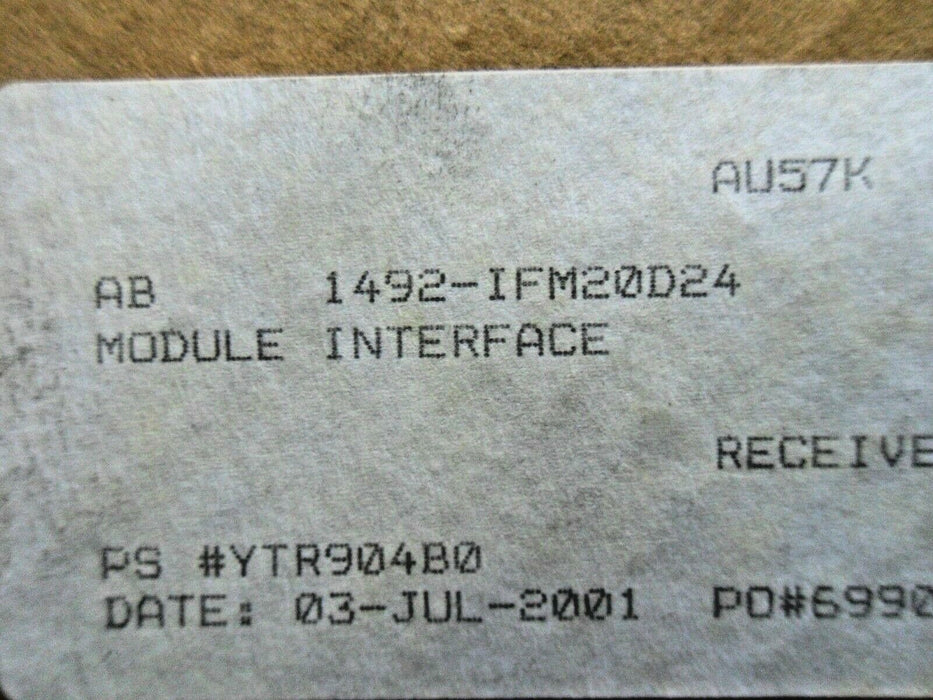 AU57K
AB 1492-IFM20D24
MODULE INTERFACE
RECEIVE
PS #YTR904B0
DATE: 03-JUL-2001 PO#6990